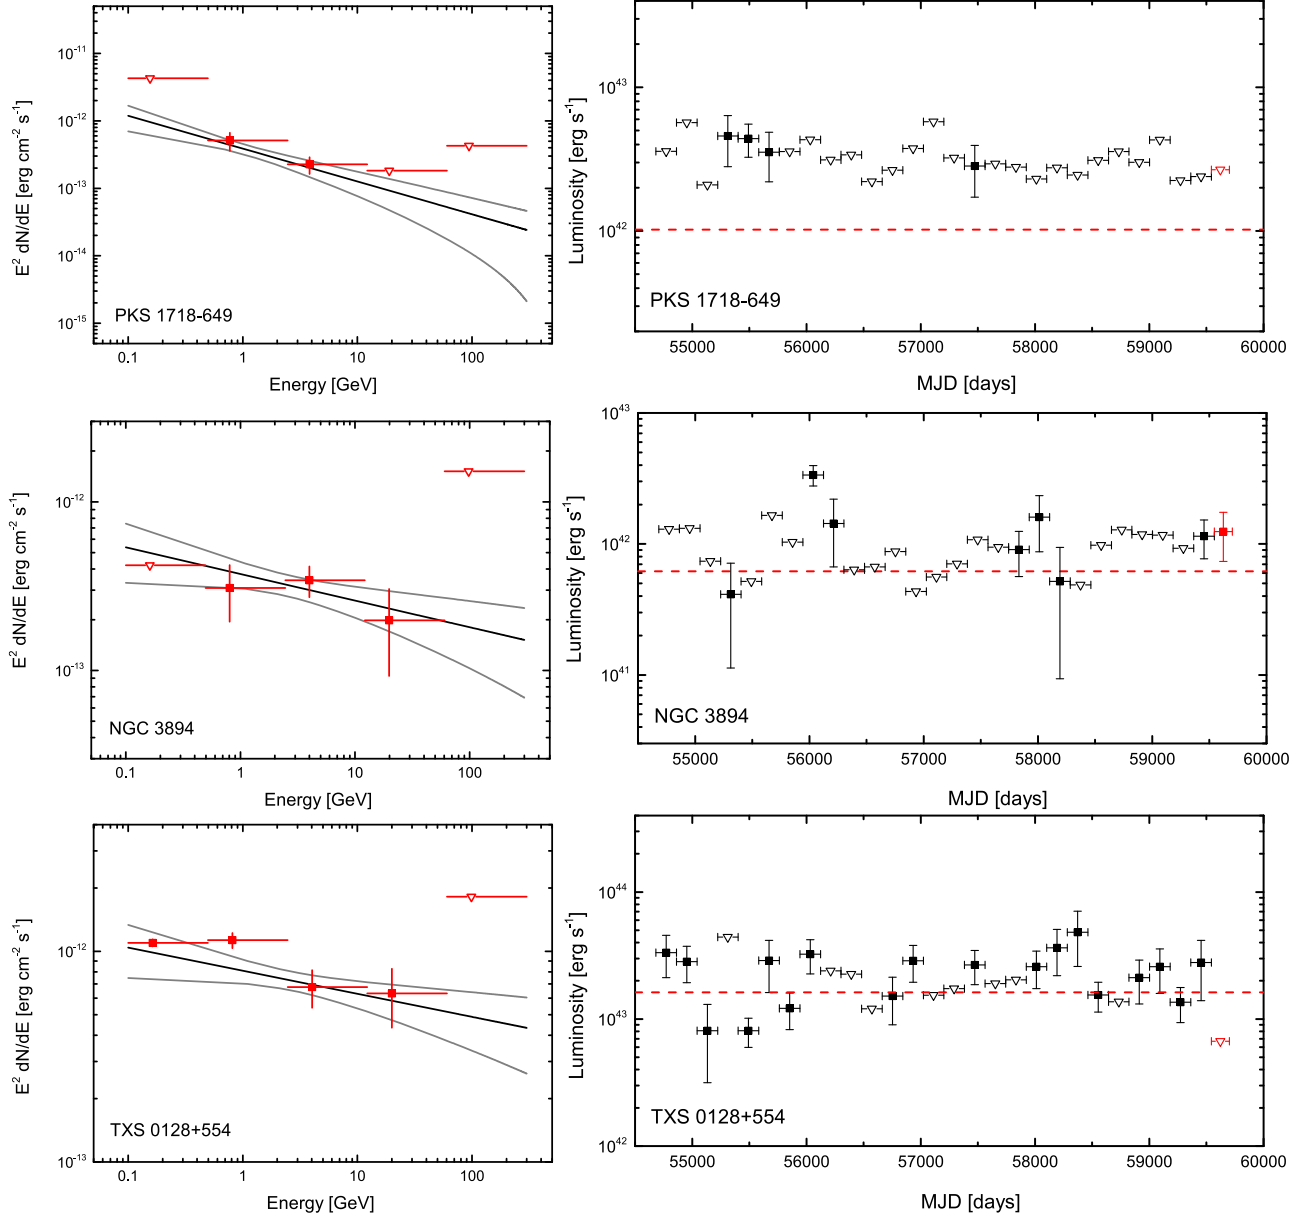 E² dN/dE [erg cm⁻² s⁻¹]
10⁻¹¹
10⁻¹²
10⁻¹³
10⁻¹⁴
10⁻¹⁵
PKS 1718-649
0.1 1 10 100
Energy [GeV]
Luminosity [erg s⁻¹]
10⁴³
10⁴²
PKS 1718-649
55000 56000 57000 58000 59000 60000
MJD [days]
E² dN/dE [erg cm⁻² s⁻¹]
10⁻¹²
10⁻¹³
NGC 3894
0.1 1 10 100
Energy [GeV]
Luminosity [erg s⁻¹]
10⁴³
10⁴²
10⁴¹
NGC 3894
55000 56000 57000 58000 59000 60000
MJD [days]
E² dN/dE [erg cm⁻² s⁻¹]
10⁻¹²
10⁻¹³
TXS 0128+554
0.1 1 10 100
Energy [GeV]
Luminosity [erg s⁻¹]
10⁴⁴
10⁴³
10⁴²
TXS 0128+554
55000 56000 57000 58000 59000 60000
MJD [days]